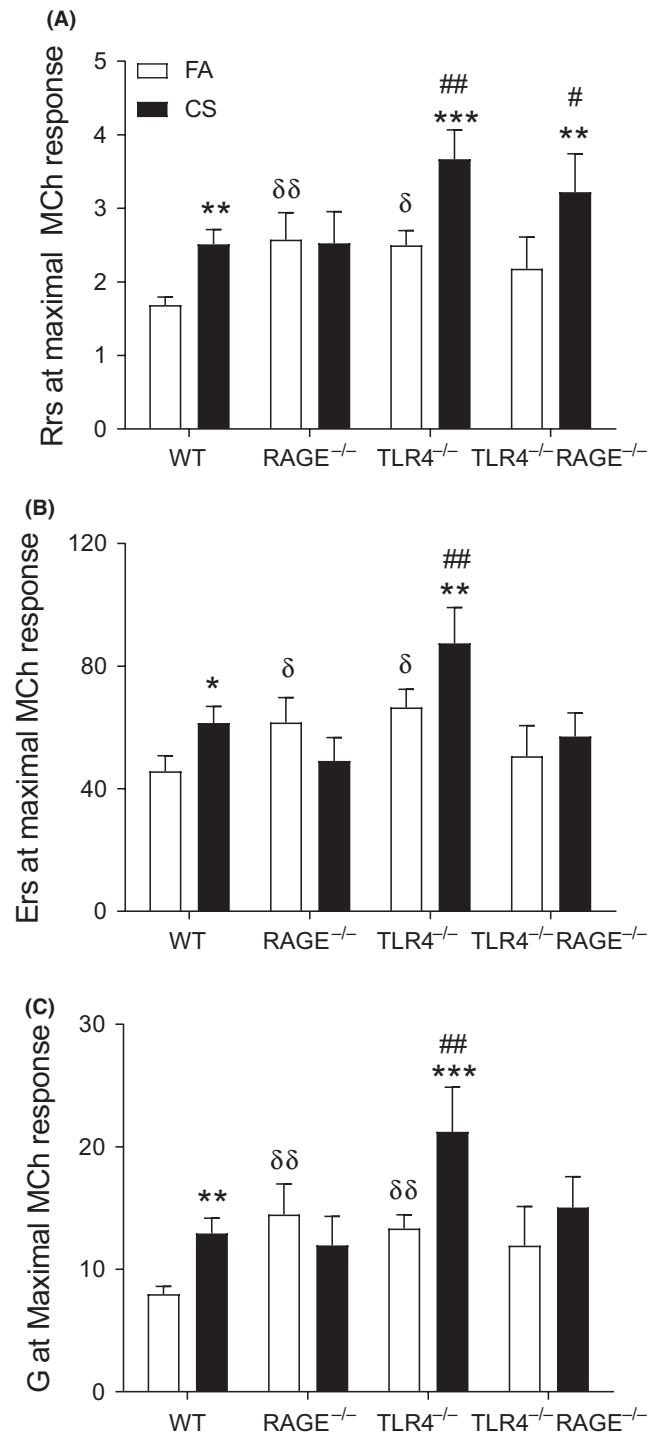 (A)
Rrs at maximal MCh response
5
4
3
2
1
0
FA
CS
**
δδ
δ
##
***
#
**
WT
RAGE⁻/⁻
TLR4⁻/⁻
TLR4⁻/⁻RAGE⁻/⁻
(B)
Ers at maximal MCh response
120
80
40
0
*
δ
δ
##
**
WT
RAGE⁻/⁻
TLR4⁻/⁻
TLR4⁻/⁻RAGE⁻/⁻
(C)
G at Maximal MCh response
30
20
10
0
**
δδ
δδ
##
***
WT
RAGE⁻/⁻
TLR4⁻/⁻
TLR4⁻/⁻RAGE⁻/⁻